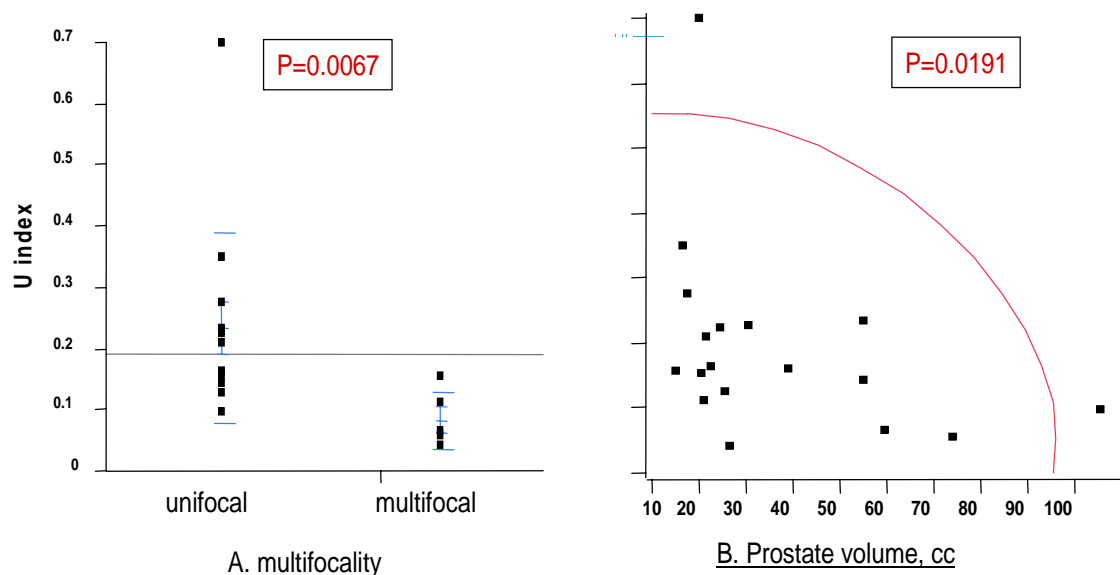 0.7
P=0.0067
P=0.0191
0.6
0.5
0.4
U index
0.3
0.2
0.1
0
unifocal multifocal
10 20 30 40 50 60 70 80 90 100
A. multifocality
B. Prostate volume, cc